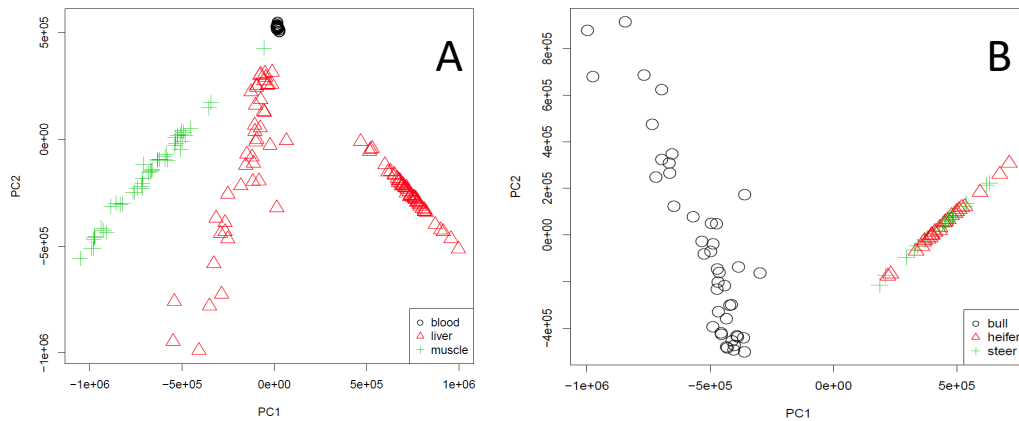 A
PC2
5e+05
0e+00
−5e+05
−1e+06
−1e+06
−5e+05
0e+00
5e+05
1e+06
PC1
blood
liver
muscle
B
PC2
8e+05
6e+05
4e+05
2e+05
0e+00
−4e+05
−1e+06
−5e+05
0e+00
5e+05
PC1
bull
heifer
steer